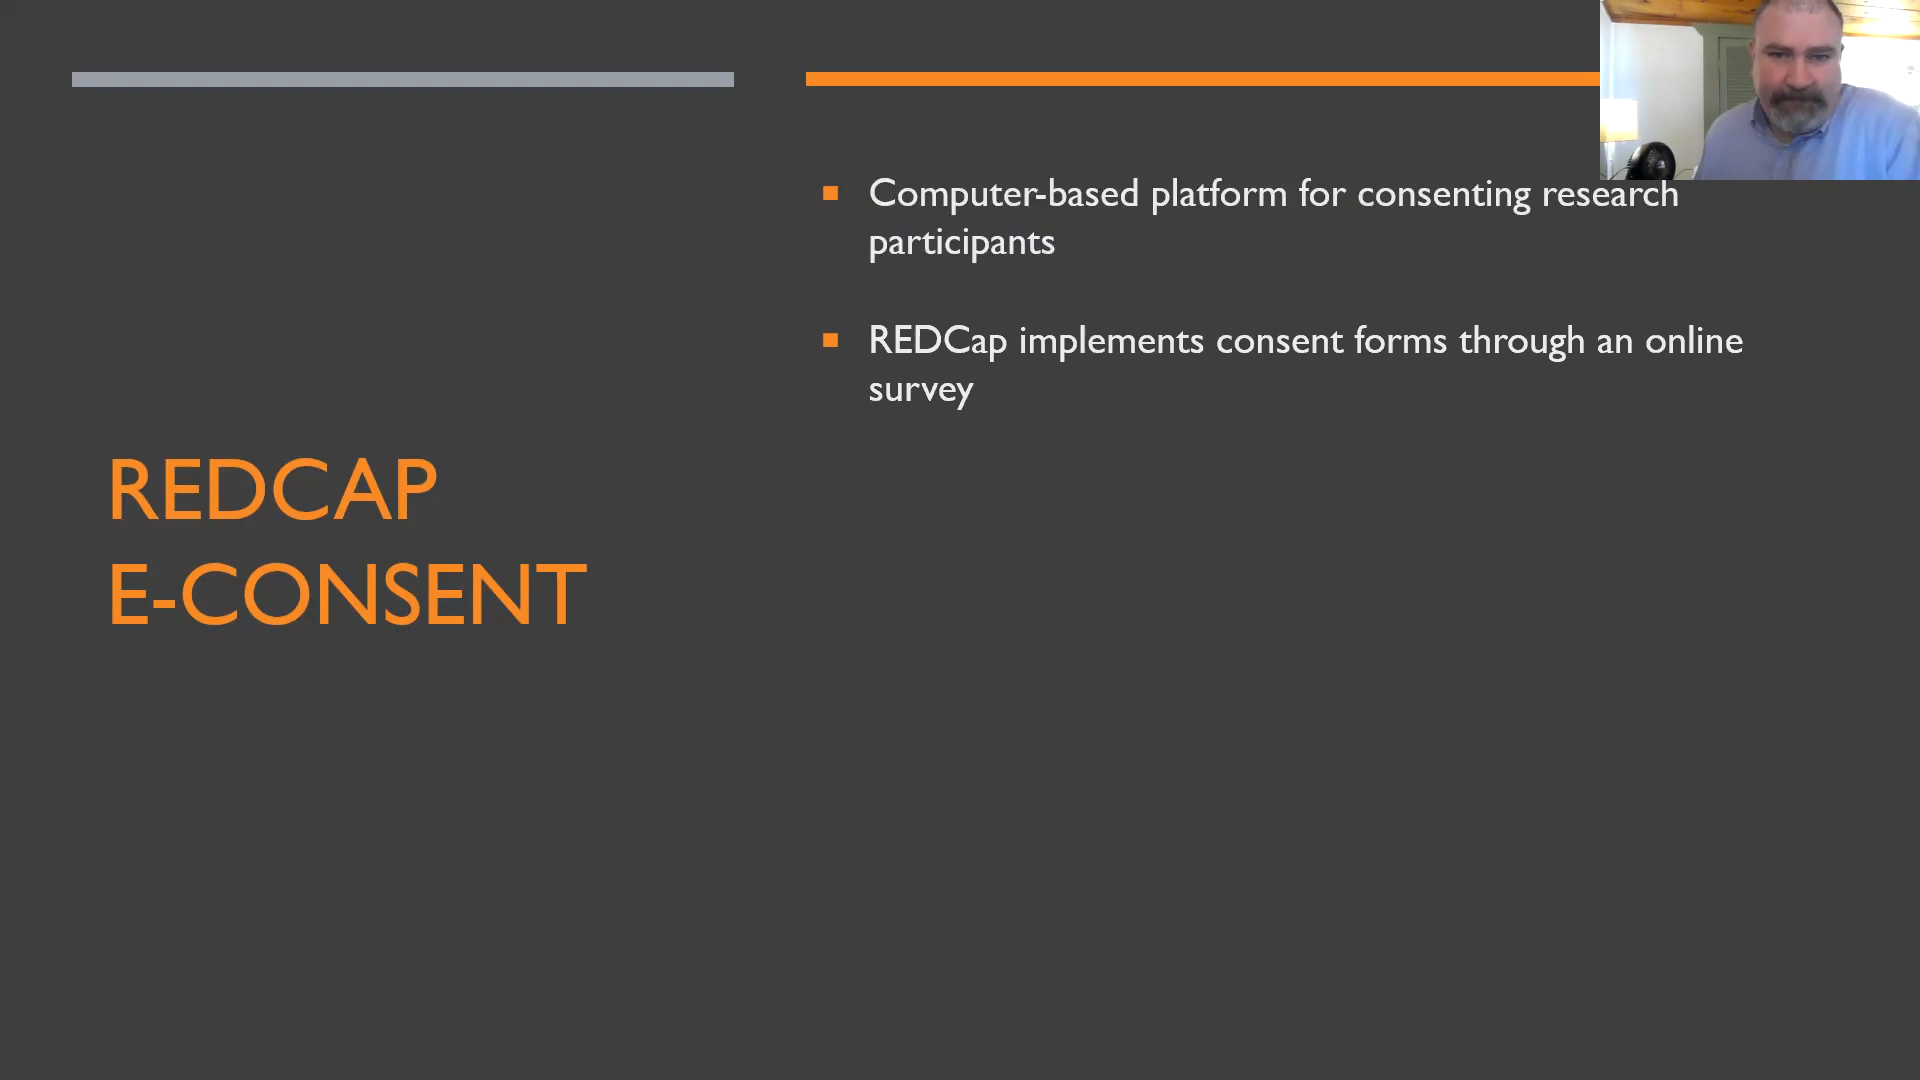 REDCAP
E-CONSENT
Computer-based platform for consenting research
participants
REDCap implements consent forms through an online
survey